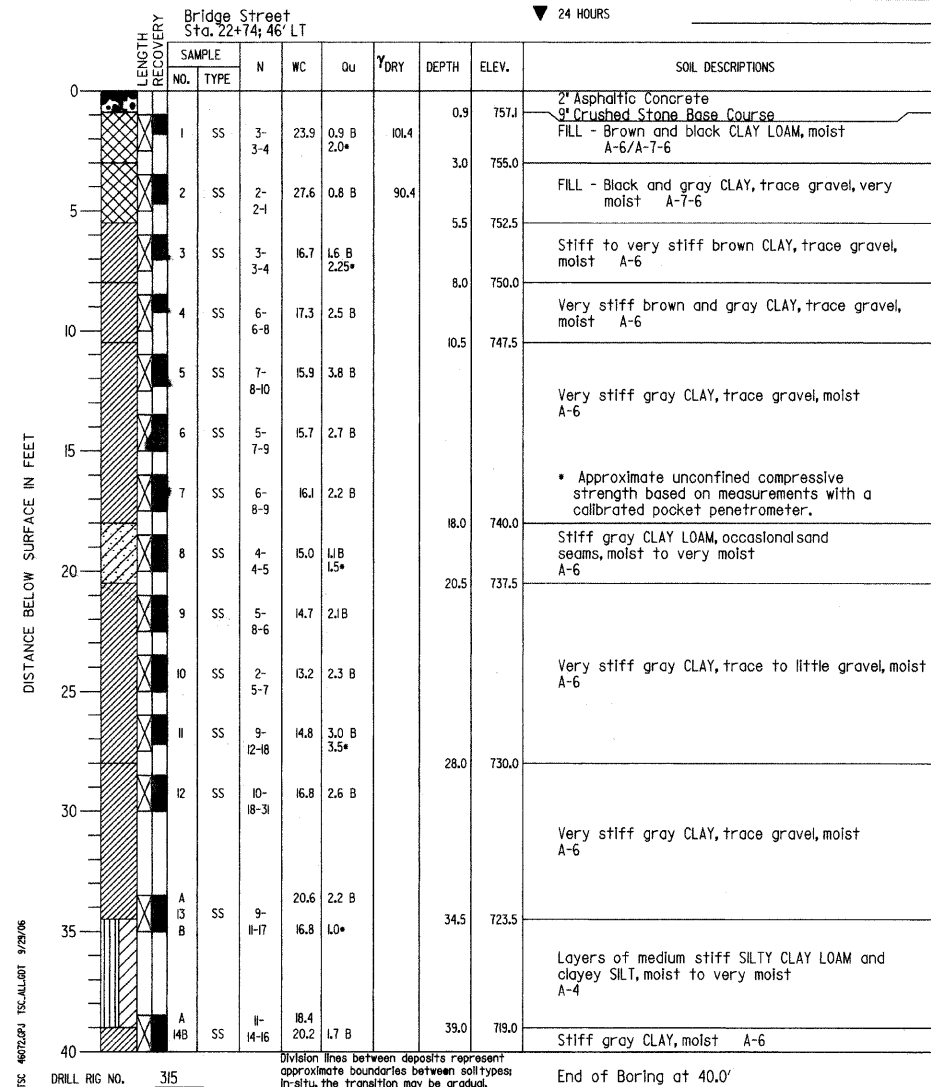 Bridge Street
Sta. 22+74; 46' LT
▼ 24 HOURS
LENGTH
RECOVERY
SAMPLE
NO. TYPE N WC Qu γDRY DEPTH ELEV. SOIL DESCRIPTIONS
0
2" Asphaltic Concrete
0.9 757.1 9" Crushed Stone Base Course
1 SS 3- 23.9 0.9 B 101.4 FILL - Brown and black CLAY LOAM, moist
3-4 2.0* A-6/A-7-6
3.0 755.0
2 SS 2- 27.6 0.8 B 90.4 FILL - Black and gray CLAY, trace gravel, very
2-1 moist A-7-6
5
5.5 752.5
3 SS 3- 16.7 1.6 B Stiff to very stiff brown CLAY, trace gravel,
3-4 2.25* moist A-6
8.0 750.0
4 SS 6- 17.3 2.5 B Very stiff brown and gray CLAY, trace gravel,
6-8 moist A-6
10
10.5 747.5
5 SS 7- 15.9 3.8 B
8-10
Very stiff gray CLAY, trace gravel, moist
A-6
6 SS 5- 15.7 2.7 B
7-9
15
7 SS 6- 16.1 2.2 B
8-9
* Approximate unconfined compressive
strength based on measurements with a
calibrated pocket penetrometer.
18.0 740.0
8 SS 4- 15.0 1.1 B Stiff gray CLAY LOAM, occasional sand
4-5 1.5* seams, moist to very moist
A-6
20
20.5 737.5
9 SS 5- 14.7 2.1 B
8-6
Very stiff gray CLAY, trace to little gravel, moist
A-6
10 SS 2- 13.2 2.3 B
5-7
25
11 SS 9- 14.8 3.0 B
12-18 3.5*
28.0 730.0
12 SS 10- 16.8 2.6 B
18-31
30
Very stiff gray CLAY, trace gravel, moist
A-6
A 20.6 2.2 B
13 SS 9-
B 11-17 16.8 1.0*
34.5 723.5
35
Layers of medium stiff SILTY CLAY LOAM and
clayey SILT, moist to very moist
A-4
A 11- 18.4
14B SS 14-16 20.2 1.7 B
39.0 719.0
Stiff gray CLAY, moist A-6
40
DISTANCE BELOW SURFACE IN FEET
TSC 46072.GPJ TSC_ALL.GDT 9/29/06
DRILL RIG NO. 315
Division lines between deposits represent
approximate boundaries between soil types;
in-situ, the transition may be gradual.
End of Boring at 40.0'